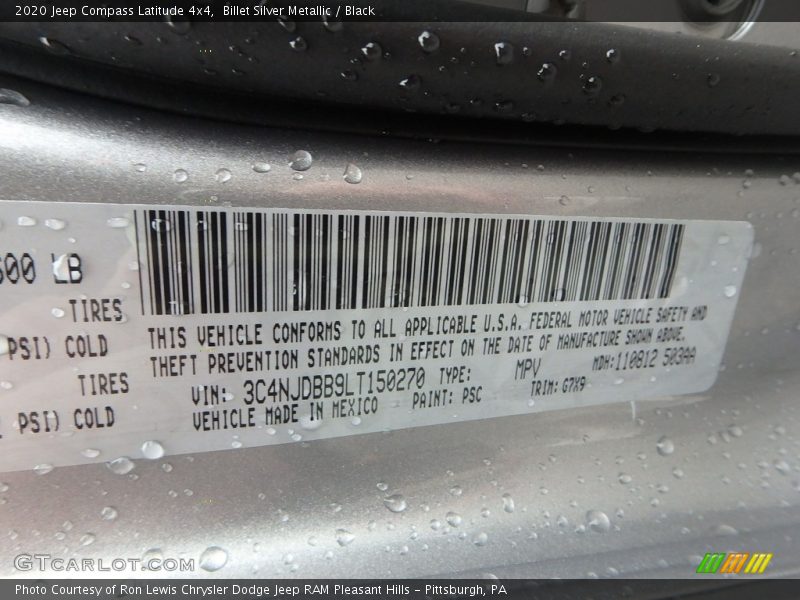 2020 Jeep Compass Latitude 4x4, Billet Silver Metallic / Black
600 LB
TIRES
PSI) COLD
TIRES
PSI) COLD
THIS VEHICLE CONFORMS TO ALL APPLICABLE U.S.A. FEDERAL MOTOR VEHICLE SAFETY AND
THEFT PREVENTION STANDARDS IN EFFECT ON THE DATE OF MANUFACTURE SHOWN ABOVE.
VIN: 3C4NJDBB9LT150270 TYPE: MPV MDH:110812 503AA
VEHICLE MADE IN MEXICO PAINT: PSC TRIM: G7X9
GTCarLot.com
Photo Courtesy of Ron Lewis Chrysler Dodge Jeep RAM Pleasant Hills - Pittsburgh, PA